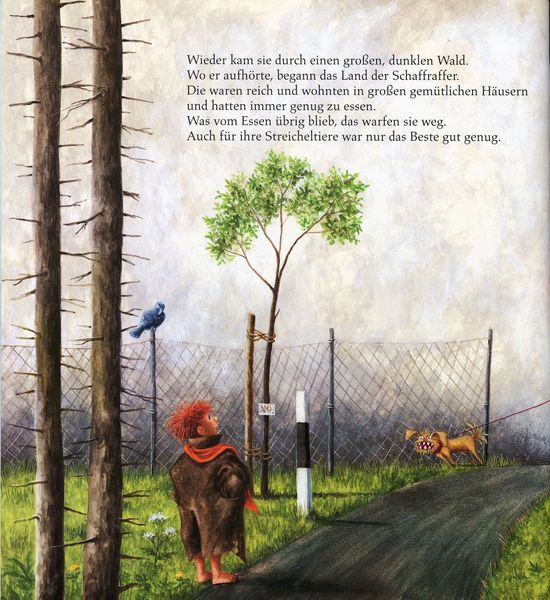 Wieder kam sie durch einen großen, dunklen Wald.
Wo er aufhörte, begann das Land der Schaffraffer.
Die waren reich und wohnten in großen gemütlichen Häusern
und hatten immer genug zu essen.
Was vom Essen übrig blieb, das warfen sie weg.
Auch für ihre Streicheltiere war nur das Beste gut genug.
NO.